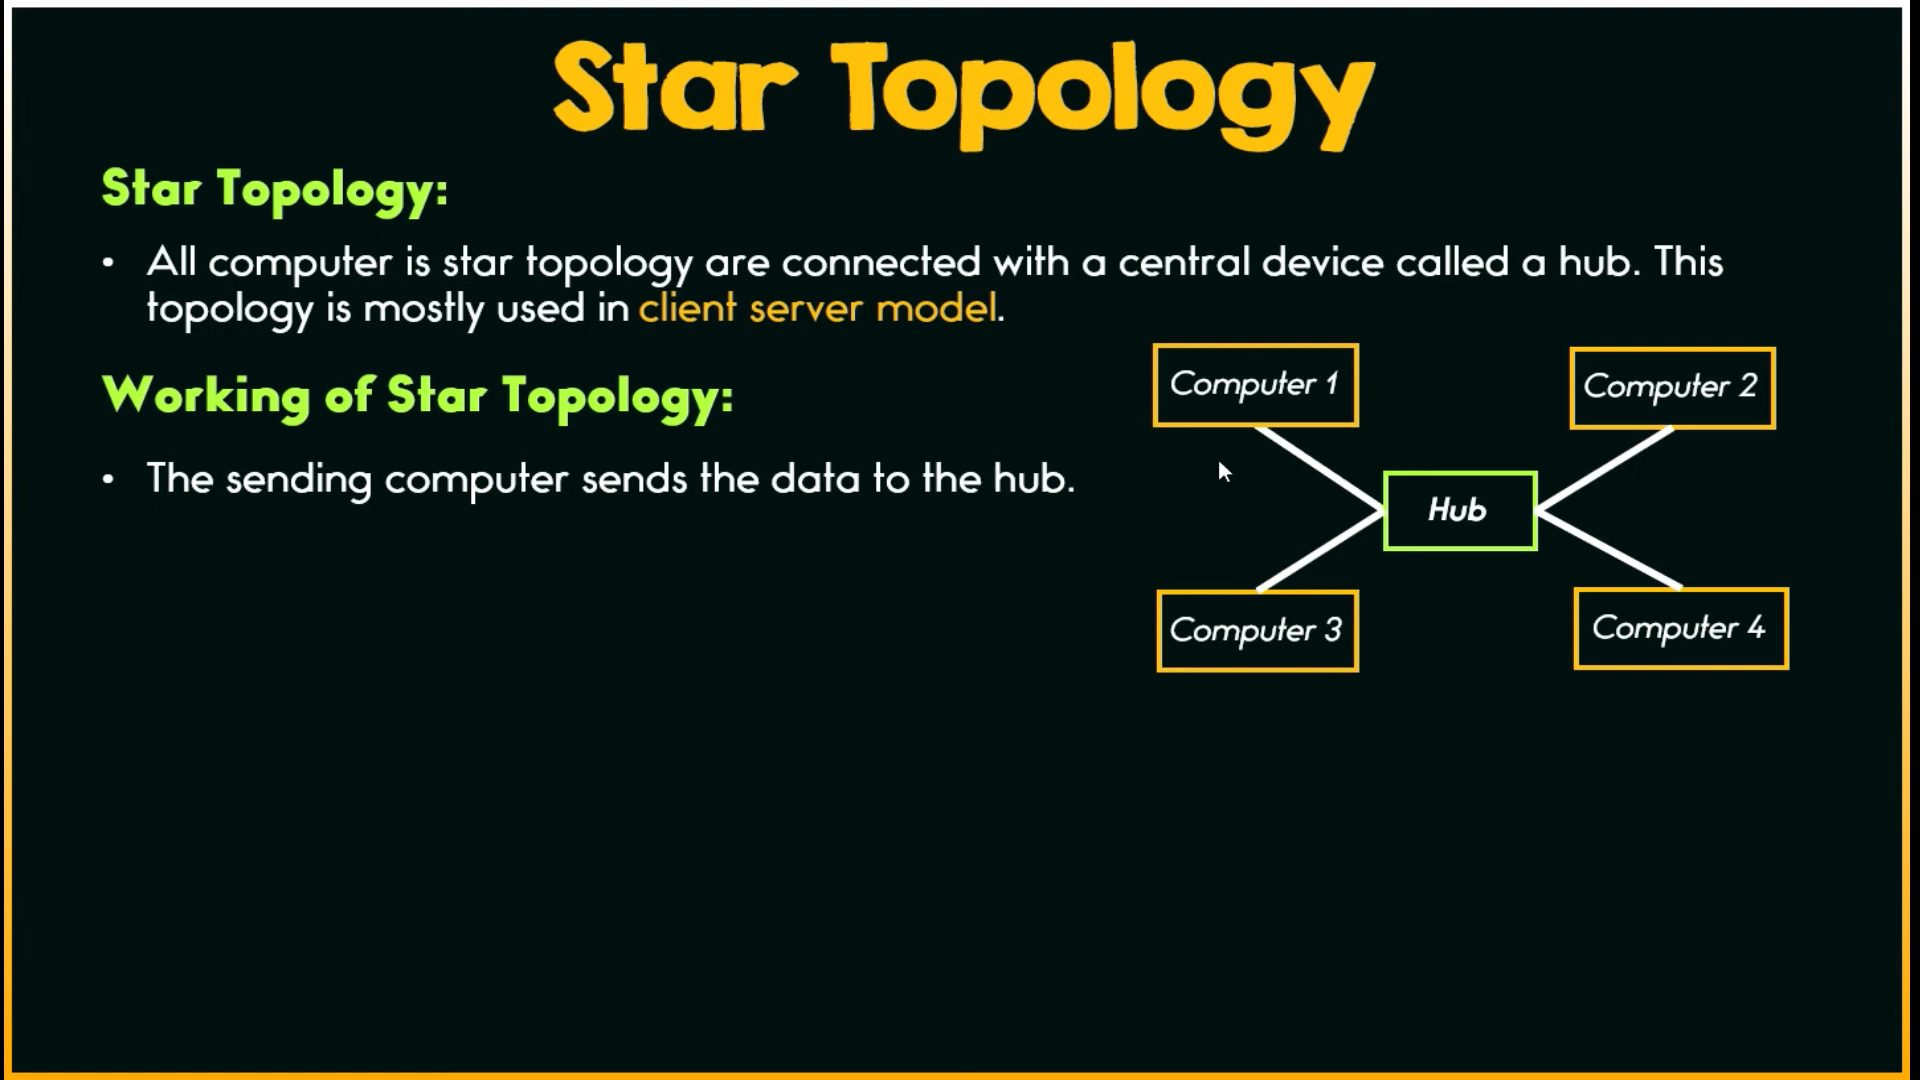 Star Topology
Star Topology:
• All computer is star topology are connected with a central device called a hub. This
topology is mostly used in client server model.
Working of Star Topology:
• The sending computer sends the data to the hub.
Computer 1
Computer 2
Hub
Computer 3
Computer 4